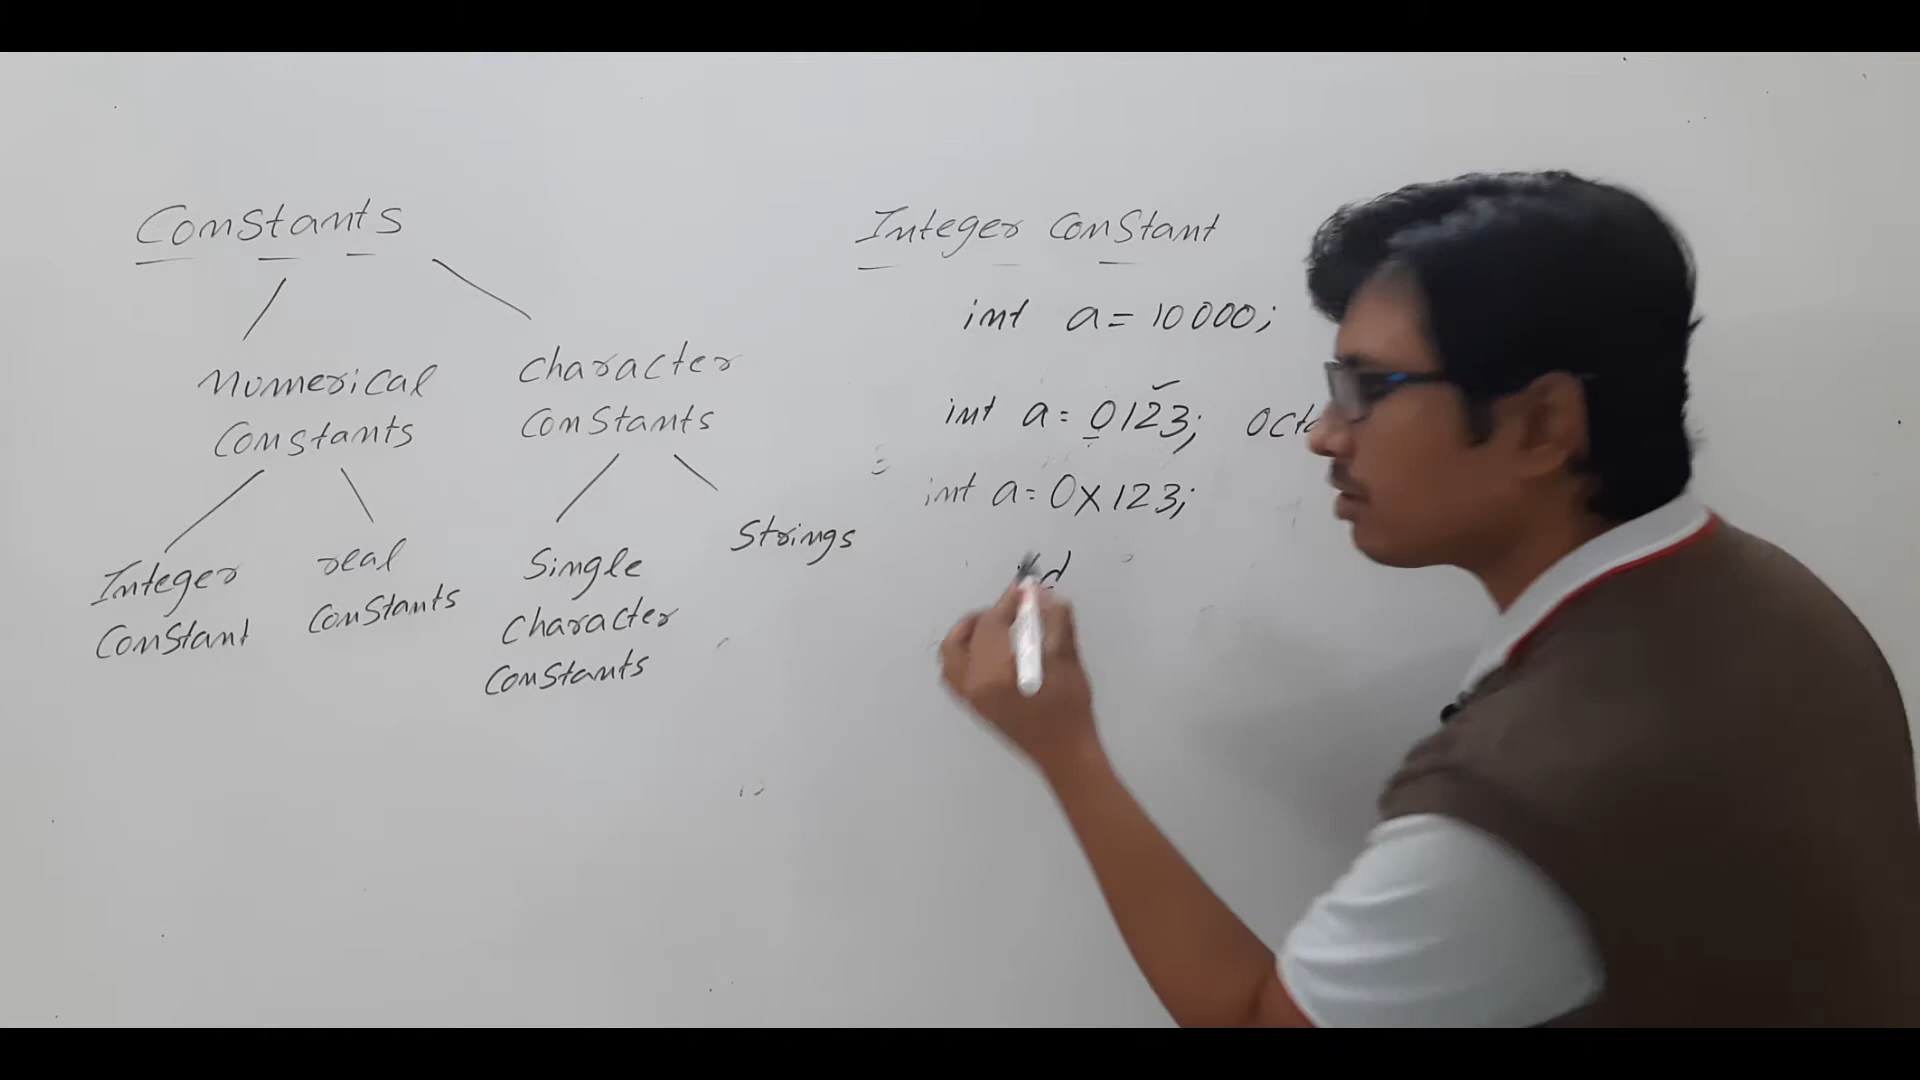 Constants
Numerical
Constants
Character
Constants
Integer
Constant
real
Constants
Single
Character
Constants
Strings
Integer Constant
int a = 10000;
int a = 0123;
int a = 0X123;